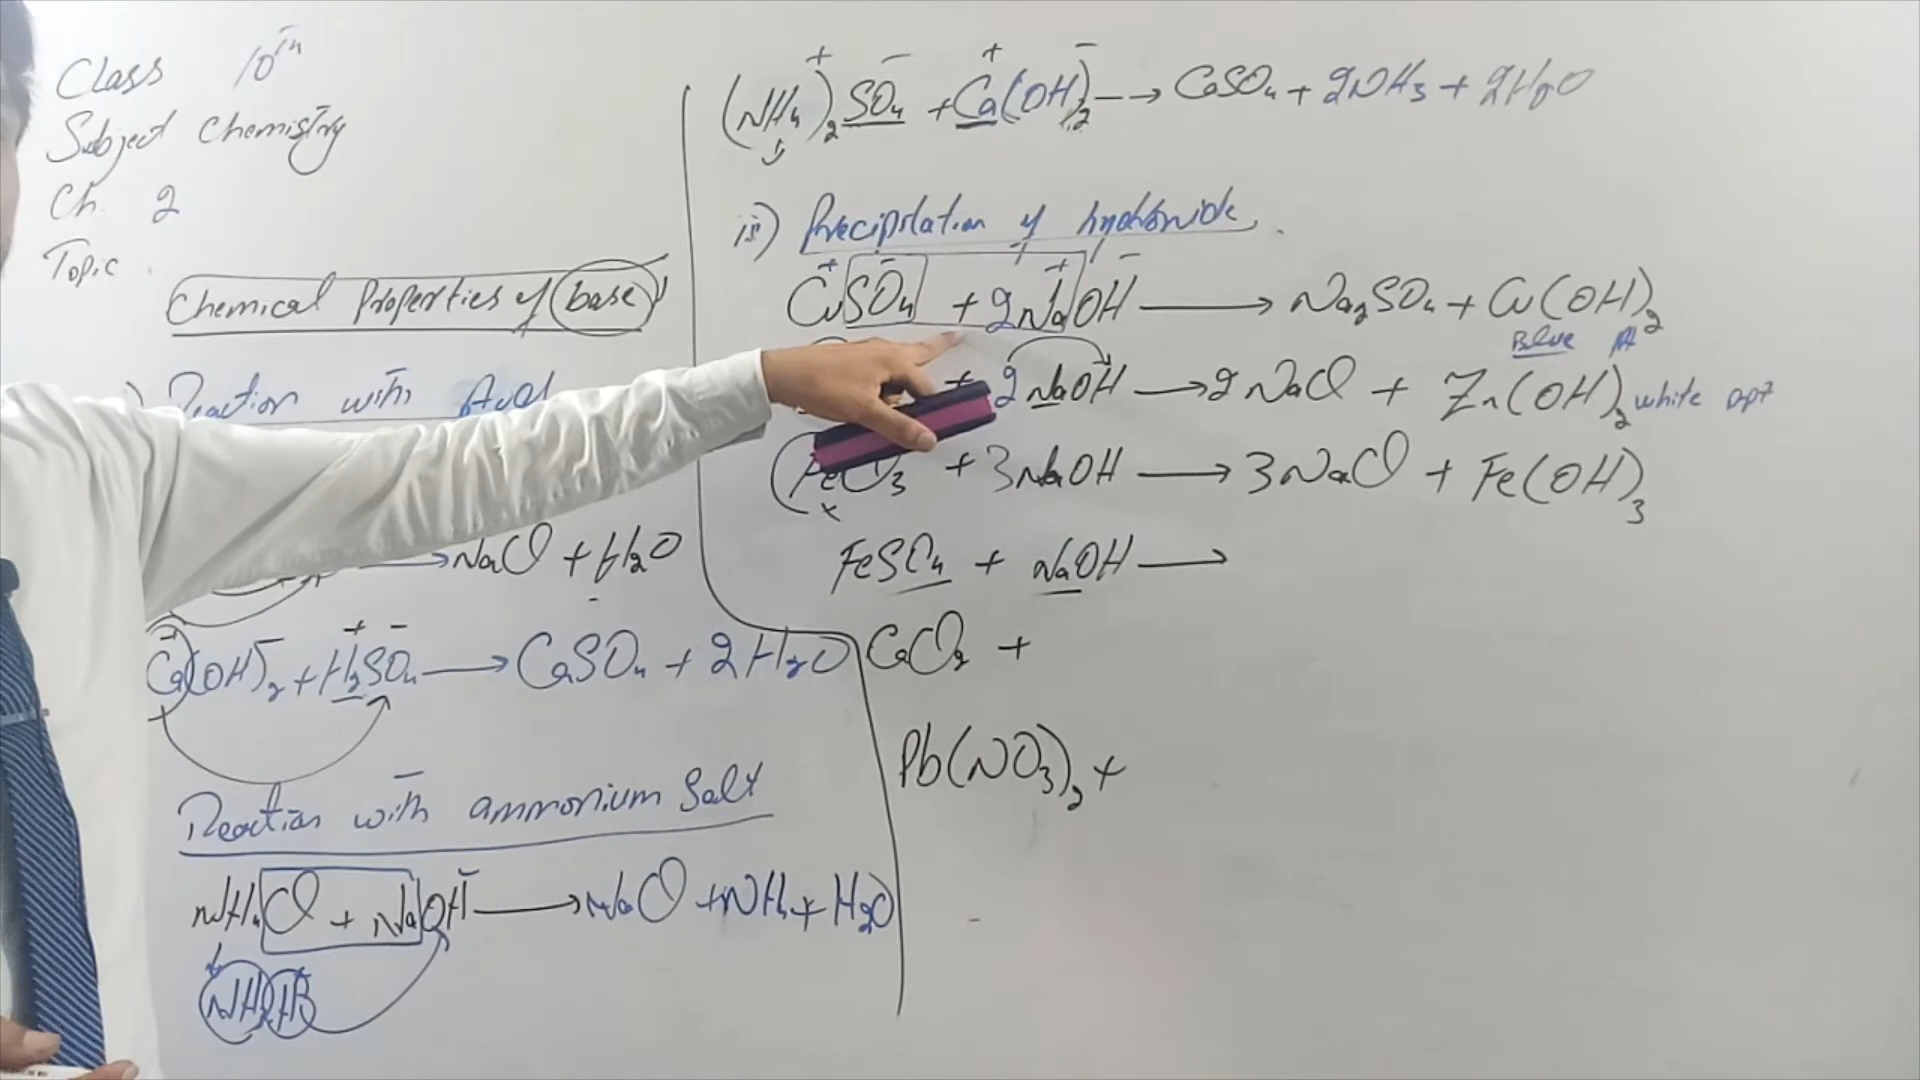 Class 10th
Subject Chemistry
Ch. 2
Topic.
Chemical Properties of base
Reaction with Acid
→ NaCl + H₂O
Ca(OH)₂ + H₂SO₄ → CaSO₄ + 2H₂O
Reaction with ammonium Salt
NH₄Cl + NaOH → NaCl + NH₃ + H₂O
(NH₄)₂SO₄ + Ca(OH)₂ → CaSO₄ + 2NH₃ + 2H₂O
iii) Precipitation of hydroxide.
CuSO₄ + 2NaOH → Na₂SO₄ + Cu(OH)₂
Blue
+ 2NaOH → 2NaCl + Zn(OH)₂ white ppt
FeCl₃ + 3NaOH → 3NaCl + Fe(OH)₃
FeSO₄ + NaOH →
CaCl₂ +
Pb(NO₃)₂ +